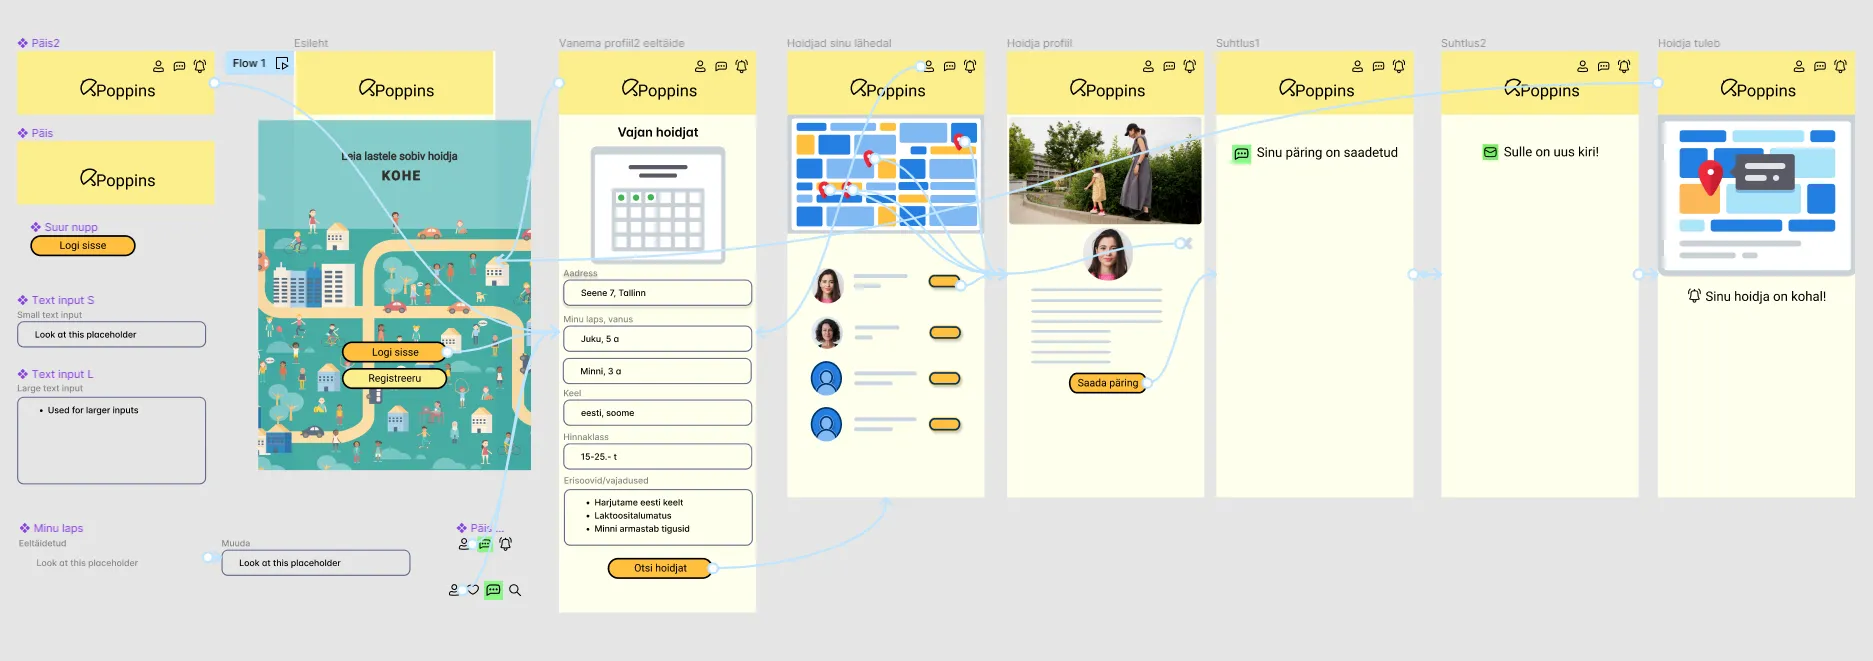 Päis2
Poppins
Päis
Poppins
Suur nupp
Logi sisse
Text input S
Small text input
Look at this placeholder
Text input L
Large text input
• Used for larger inputs
Minu laps
Eeltäidetud
Look at this placeholder
Muuda
Look at this placeholder
Päis ...
Flow 1
Esileht
Poppins
Leia lastele sobiv hoidja
KOHE
Logi sisse
Registreeru
Vanema profiil2 eeltäide
Poppins
Vajan hoidjat
Aadress
Seene 7, Tallinn
Minu laps, vanus
Juku, 5 a
Minni, 3 a
Keel
eesti, soome
Hinnaklass
15-25.- t
Erisoovid/vajadused
• Harjutame eesti keelt
• Laktoositalumatus
• Minni armastab tigusid
Otsi hoidjat
Hoidjad sinu lähedal
Poppins
Hoidja profiil
Poppins
Saada päring
Suhtlus1
Poppins
Sinu päring on saadetud
Suhtlus2
Poppins
Sulle on uus kiri!
Hoidja tuleb
Poppins
Sinu hoidja on kohal!